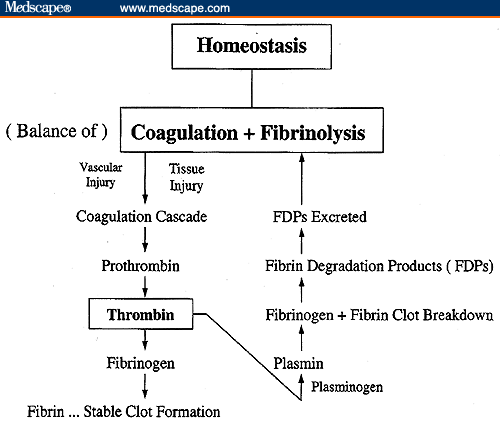 Medscape® www.medscape.com
Homeostasis
( Balance of ) Coagulation + Fibrinolysis
Vascular
Injury
Tissue
Injury
Coagulation Cascade
Prothrombin
Thrombin
Fibrinogen
Fibrin ... Stable Clot Formation
FDPs Excreted
Fibrin Degradation Products ( FDPs)
Fibrinogen + Fibrin Clot Breakdown
Plasmin
Plasminogen